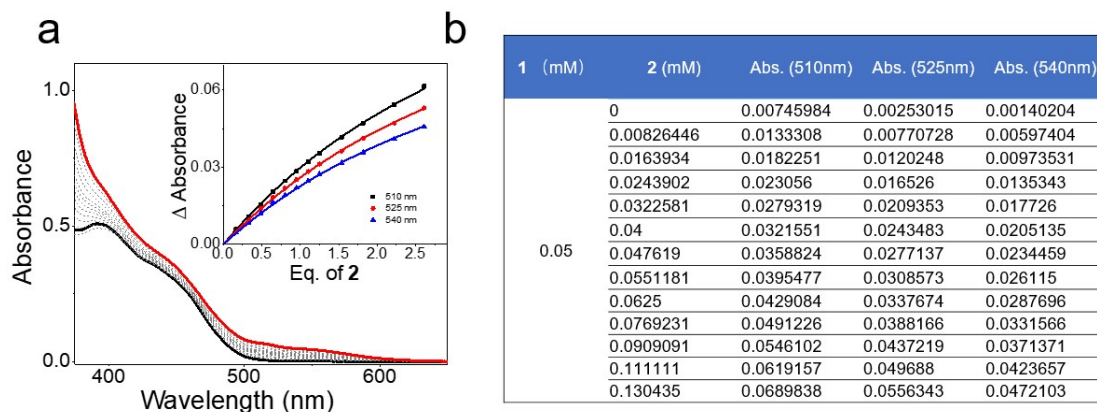 a
b
Absorbance
1.0
0.5
0.0
400
500
600
Wavelength (nm)
Δ Absorbance
0.06
0.03
0.00
0.0 0.5 1.0 1.5 2.0 2.5
Eq. of 2
510 nm
525 nm
540 nm
1 (mM) 2 (mM) Abs. (510nm) Abs. (525nm) Abs. (540nm)
0.05
0 0.00745984 0.00253015 0.00140204
0.00826446 0.0133308 0.00770728 0.00597404
0.0163934 0.0182251 0.0120248 0.00973531
0.0243902 0.023056 0.016526 0.0135343
0.0322581 0.0279319 0.0209353 0.017726
0.04 0.0321551 0.0243483 0.0205135
0.047619 0.0358824 0.0277137 0.0234459
0.0551181 0.0395477 0.0308573 0.026115
0.0625 0.0429084 0.0337674 0.0287696
0.0769231 0.0491226 0.0388166 0.0331566
0.0909091 0.0546102 0.0437219 0.0371371
0.111111 0.0619157 0.049688 0.0423657
0.130435 0.0689838 0.0556343 0.0472103